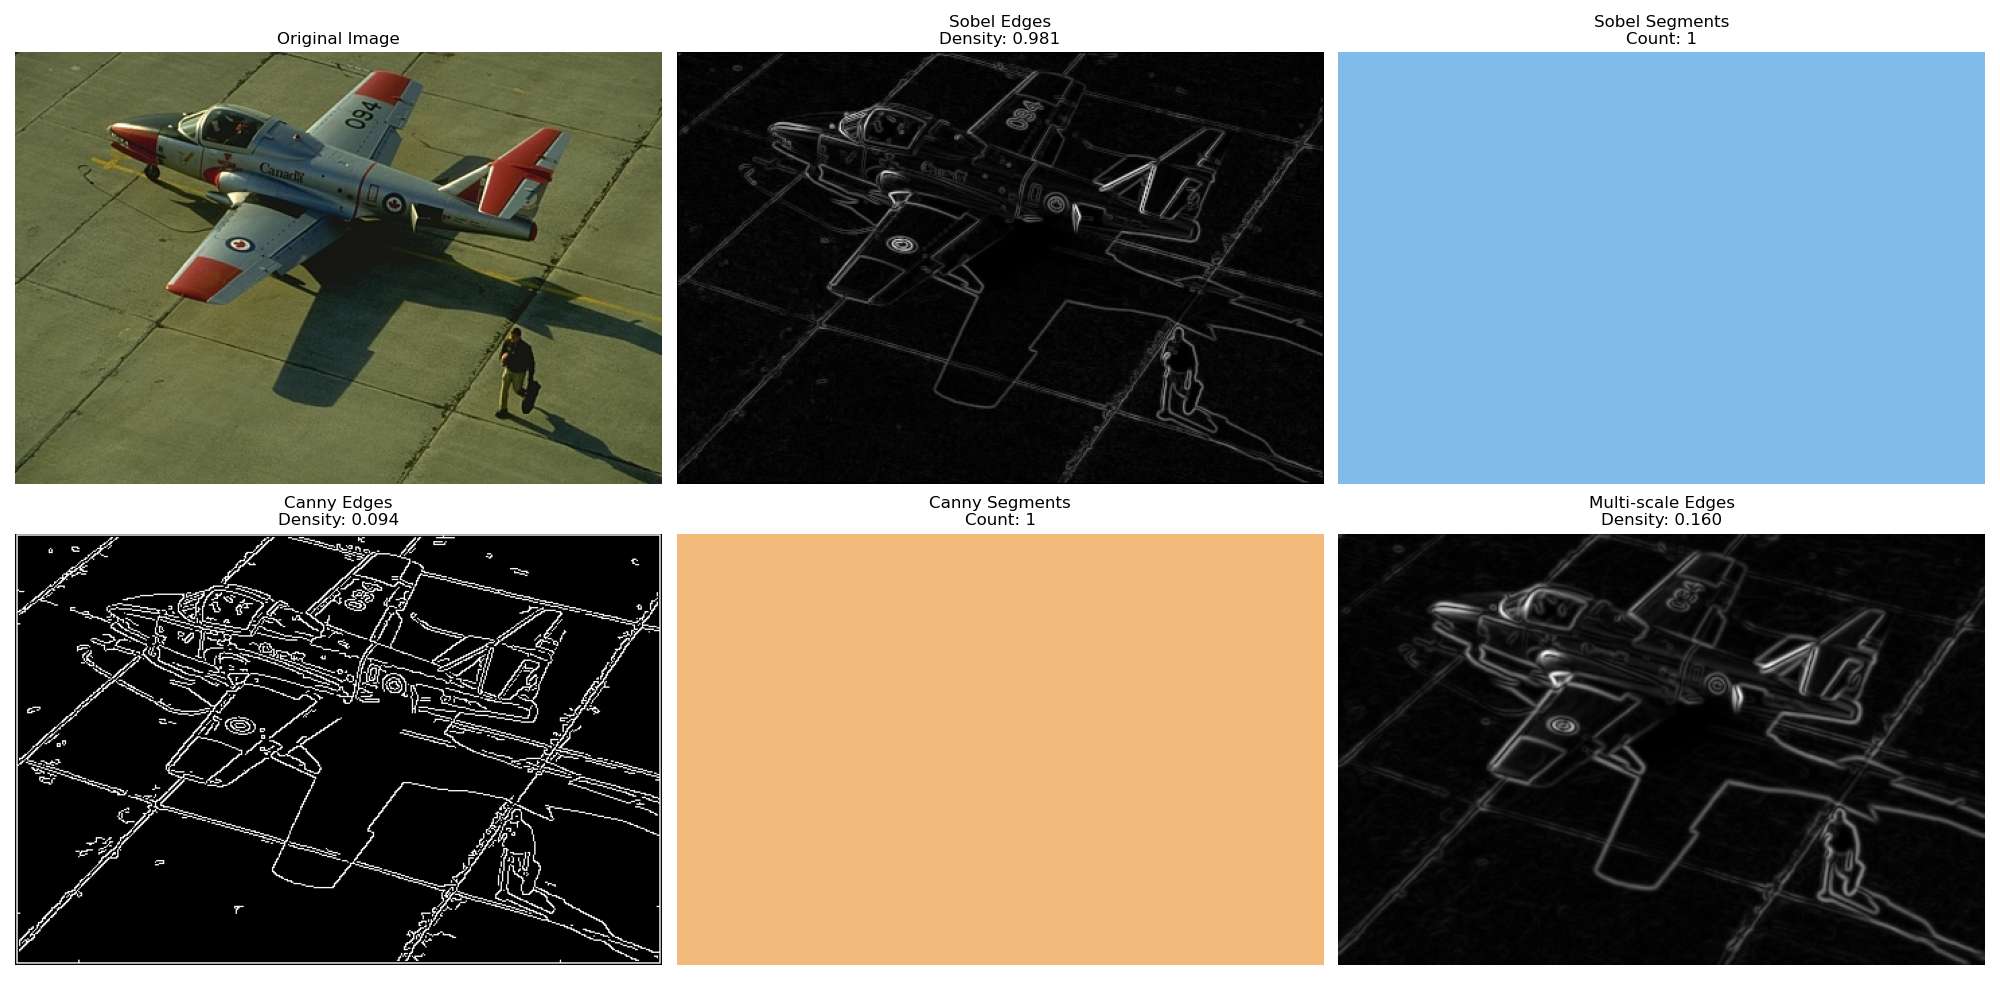 Original Image
Sobel Edges
Density: 0.981
Sobel Segments
Count: 1
094
Canada
094
Canny Edges
Density: 0.094
Canny Segments
Count: 1
Multi-scale Edges
Density: 0.160
094
094